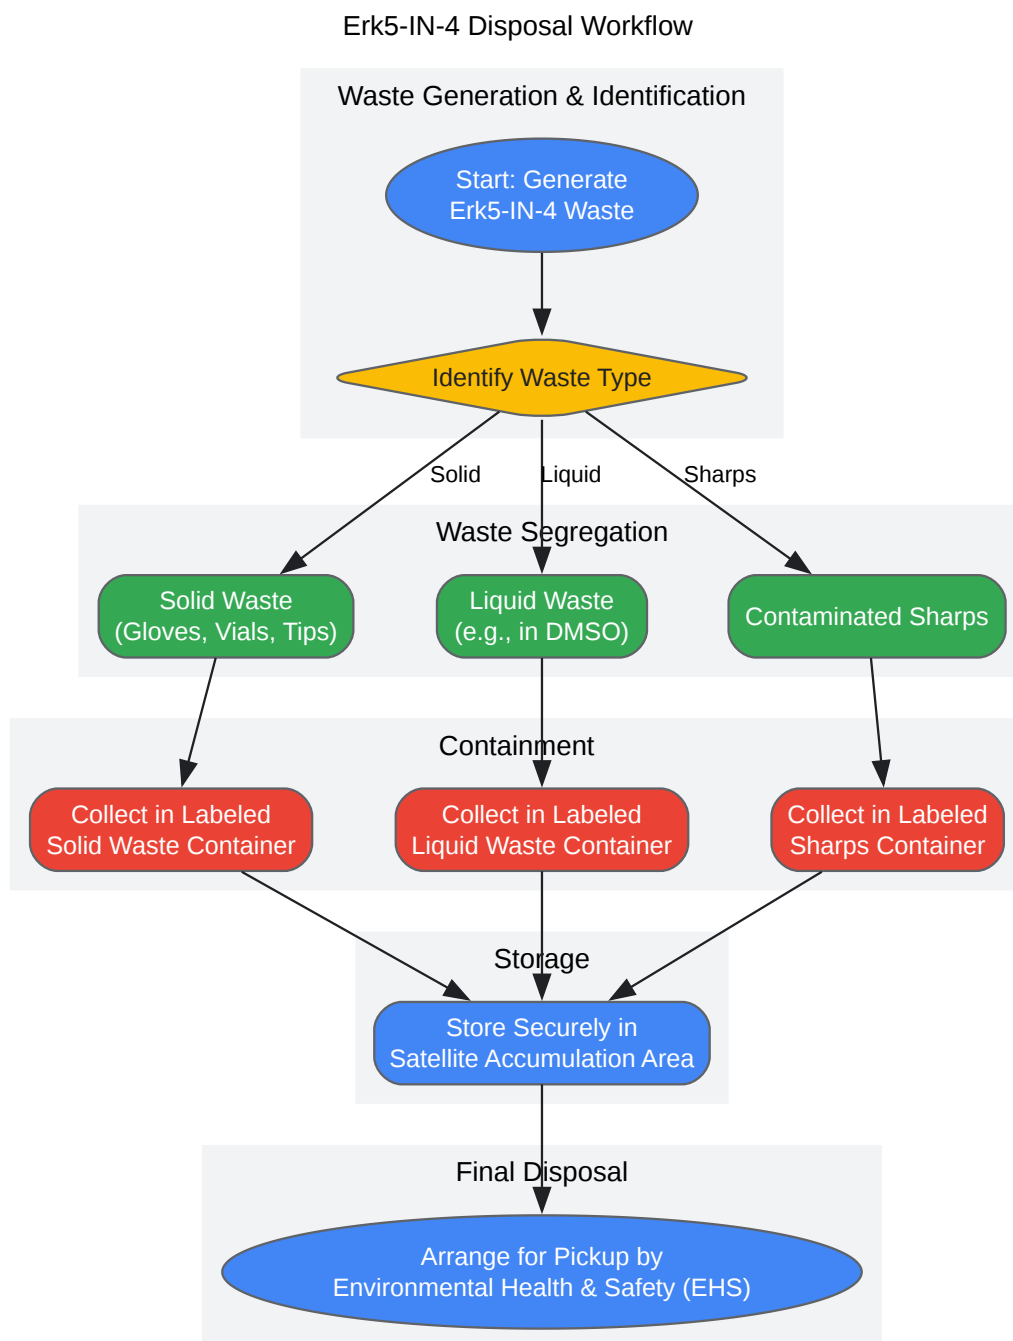 Erk5-IN-4 Disposal Workflow
Waste Generation & Identification
Start: Generate
Erk5-IN-4 Waste
Identify Waste Type
Solid
Liquid
Sharps
Waste Segregation
Solid Waste
(Gloves, Vials, Tips)
Liquid Waste
(e.g., in DMSO)
Contaminated Sharps
Containment
Collect in Labeled
Solid Waste Container
Collect in Labeled
Liquid Waste Container
Collect in Labeled
Sharps Container
Storage
Store Securely in
Satellite Accumulation Area
Final Disposal
Arrange for Pickup by
Environmental Health & Safety (EHS)